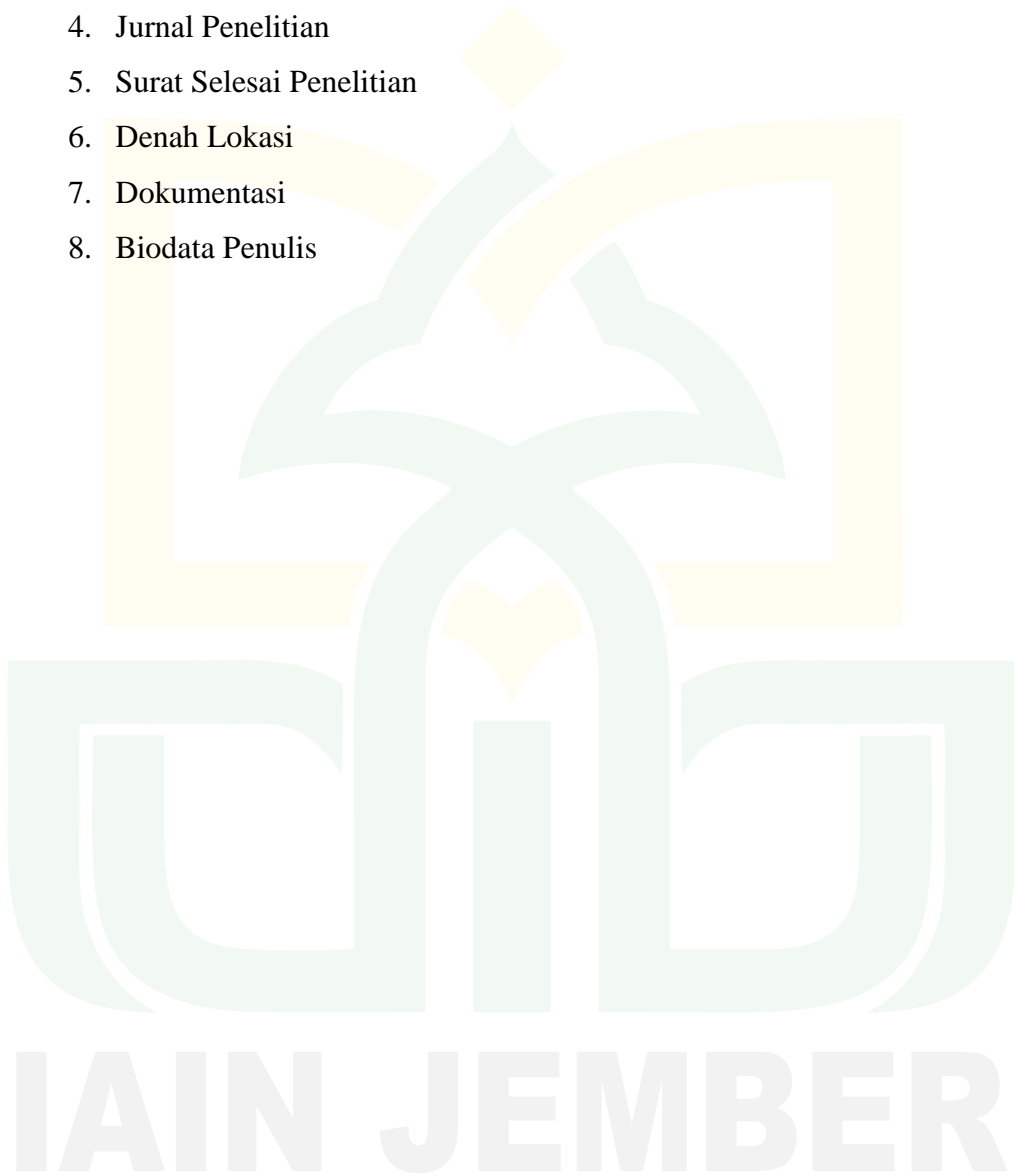 4. Jurnal Penelitian
5. Surat Selesai Penelitian
6. Denah Lokasi
7. Dokumentasi
8. Biodata Penulis
IAIN JEMBER